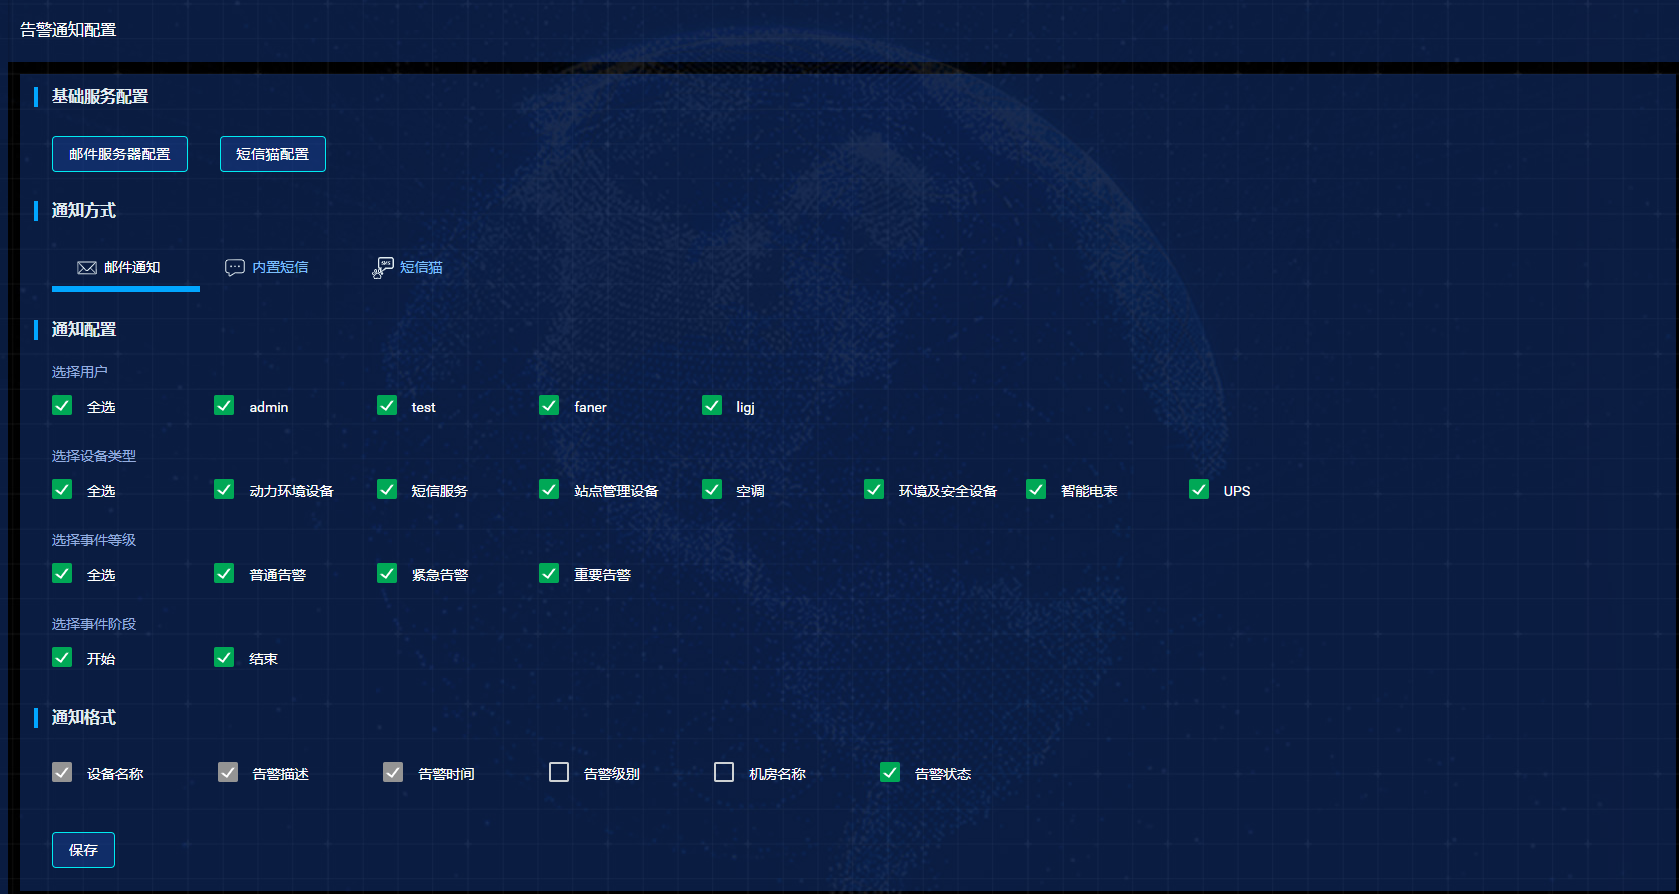 告警通知配置
基础服务配置
邮件服务器配置 短信猫配置
通知方式
邮件通知 内置短信 SMS 短信猫
通知配置
选择用户
全选 admin test faner ligj
选择设备类型
全选 动力环境设备 短信服务 站点管理设备 空调 环境及安全设备 智能电表 UPS
选择事件等级
全选 普通告警 紧急告警 重要告警
选择事件阶段
开始 结束
通知格式
设备名称 告警描述 告警时间 告警级别 机房名称 告警状态
保存